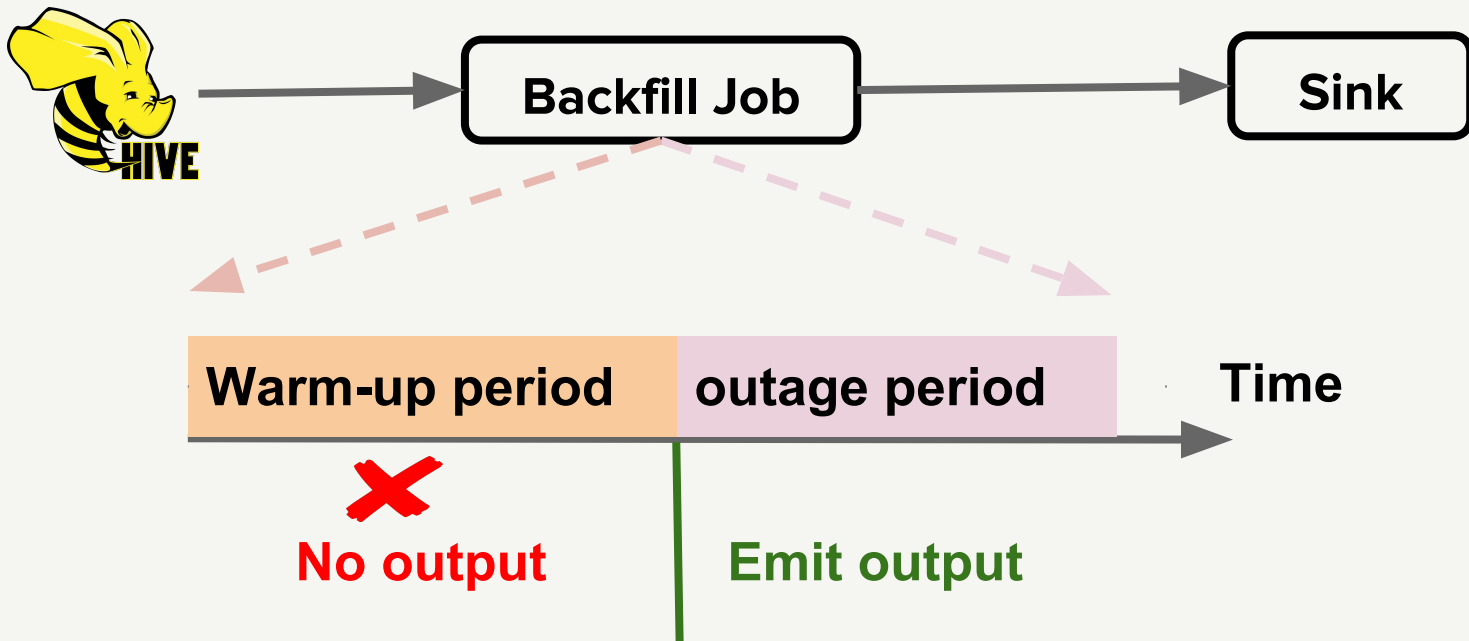 HIVE
Backfill Job
Sink
Warm-up period
outage period
Time
No output
Emit output